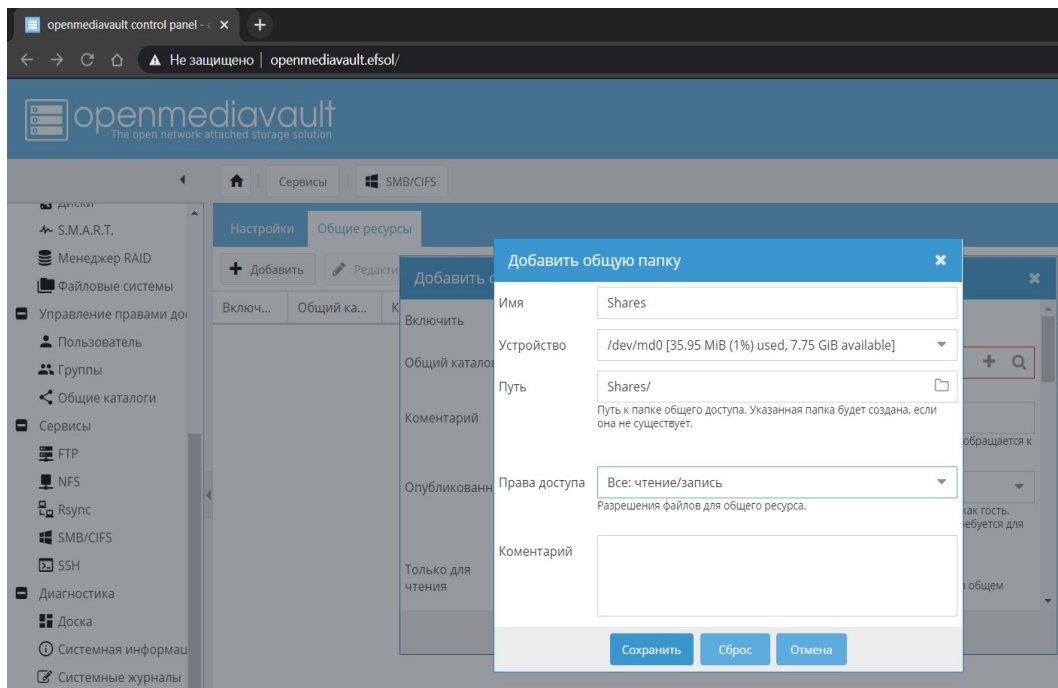 openmediavault control panel - o
Не защищено | openmediavault.efsol/
openmediavault
The open network attached storage solution
Сервисы
SMB/CIFS
Диски
S.M.A.R.T.
Менеджер RAID
Файловые системы
Управление правами дос
Пользователь
Группы
Общие каталоги
Сервисы
FTP
NFS
Rsync
SMB/CIFS
SSH
Диагностика
Доска
Системная информац
Системные журналы
Настройки
Общие ресурсы
Добавить
Редакти
Включ...
Общий ка...
К
Добавить о
Включить
Общий каталог
Коментарий
обращается к
Опубликованн
как гость.
ребуется для
Только для
чтения
а общем
Добавить общую папку
Имя
Shares
Устройство
/dev/md0 [35.95 MiB (1%) used, 7.75 GiB available]
Путь
Shares/
Путь к папке общего доступа. Указанная папка будет создана, если
она не существует.
Права доступа
Все: чтение/запись
Разрешения файлов для общего ресурса.
Коментарий
Сохранить
Сброс
Отмена